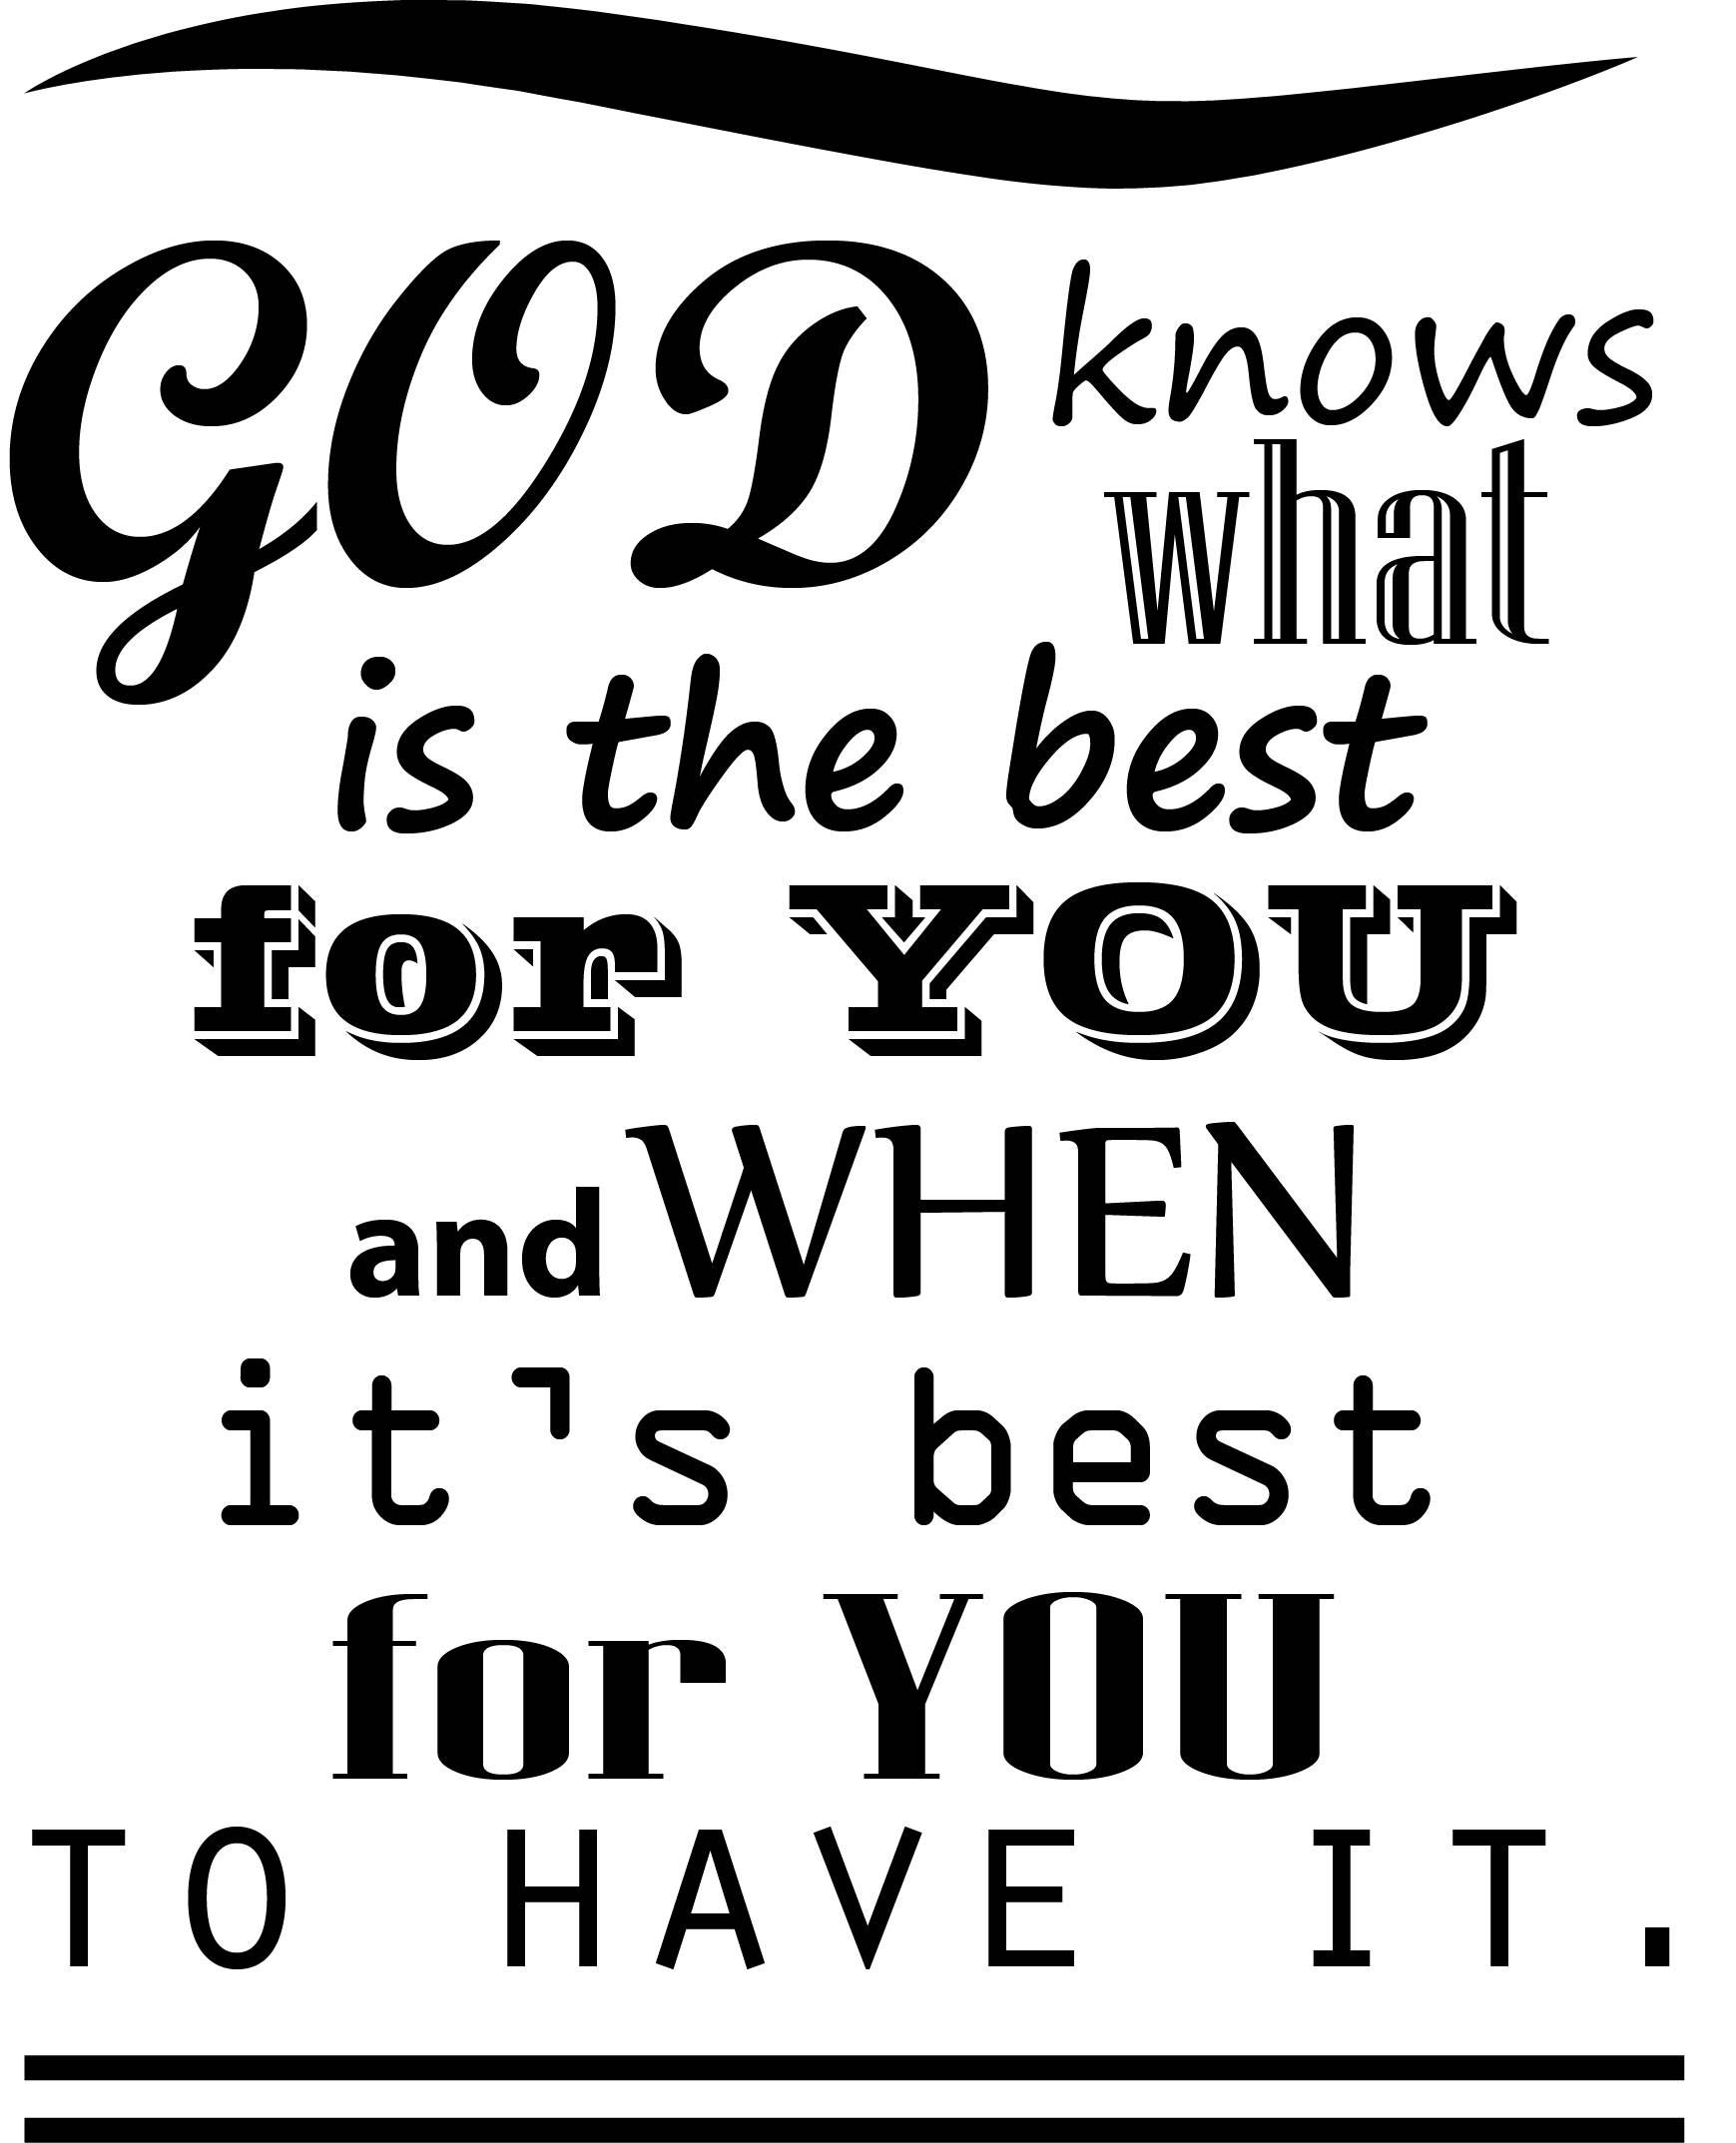 GOD knows
what
is the best
for YOU
and WHEN
it's best
for YOU
TO HAVE IT.